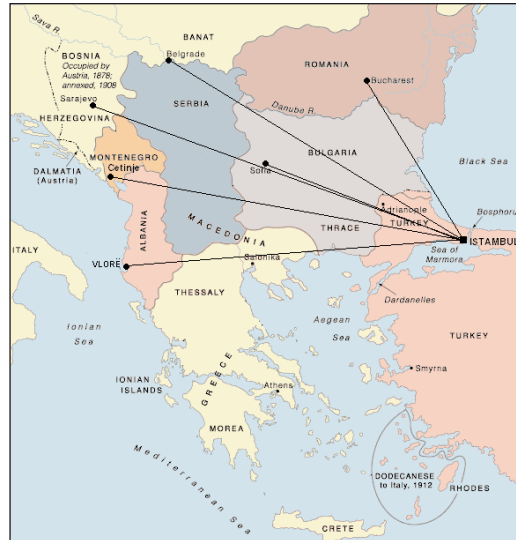 Sava R.
BANAT
BOSNIA
Occupied by
Austria, 1878;
annexed, 1908
Belgrade
ROMANIA
Bucharest
Sarajevo
SERBIA
HERZEGOVINA
Danube R.
DALMATIA
(Austria)
MONTENEGRO
Cetinje
BULGARIA
Sofia
Black Sea
Adrianople
TURKEY
Bosphorus
ISTAMBUL
ALBANIA
MACEDONIA
THRACE
Sea of
Marmora
ITALY
VLORË
Salonika
THESSALY
Dardanelles
Ionian
Sea
Aegean
Sea
TURKEY
IONIAN
ISLANDS
GREECE
Smyrna
Athens
MOREA
Mediterranean Sea
DODECANESE
to Italy, 1912
RHODES
CRETE